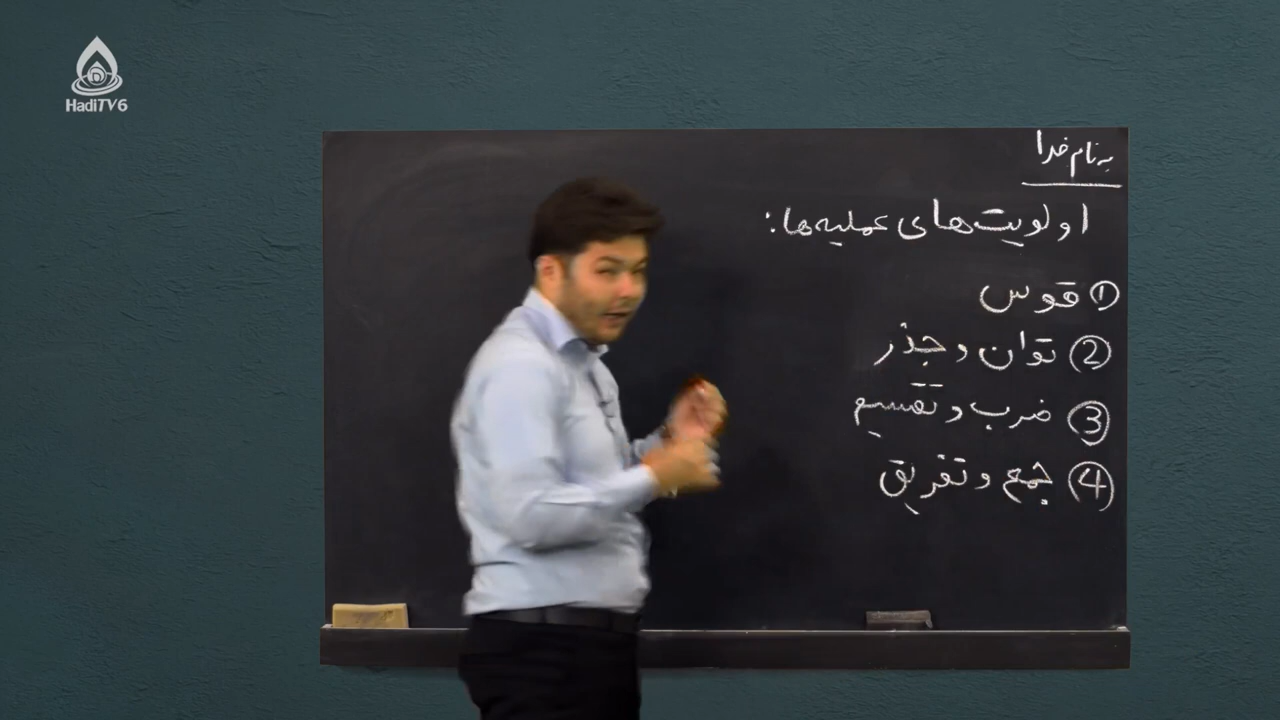 HadiTV6
به نام خدا
اولویت‌های عملیه‌ها:
① قوس
② توان و جذر
③ ضرب و تقسیم
④ جمع و تفریق